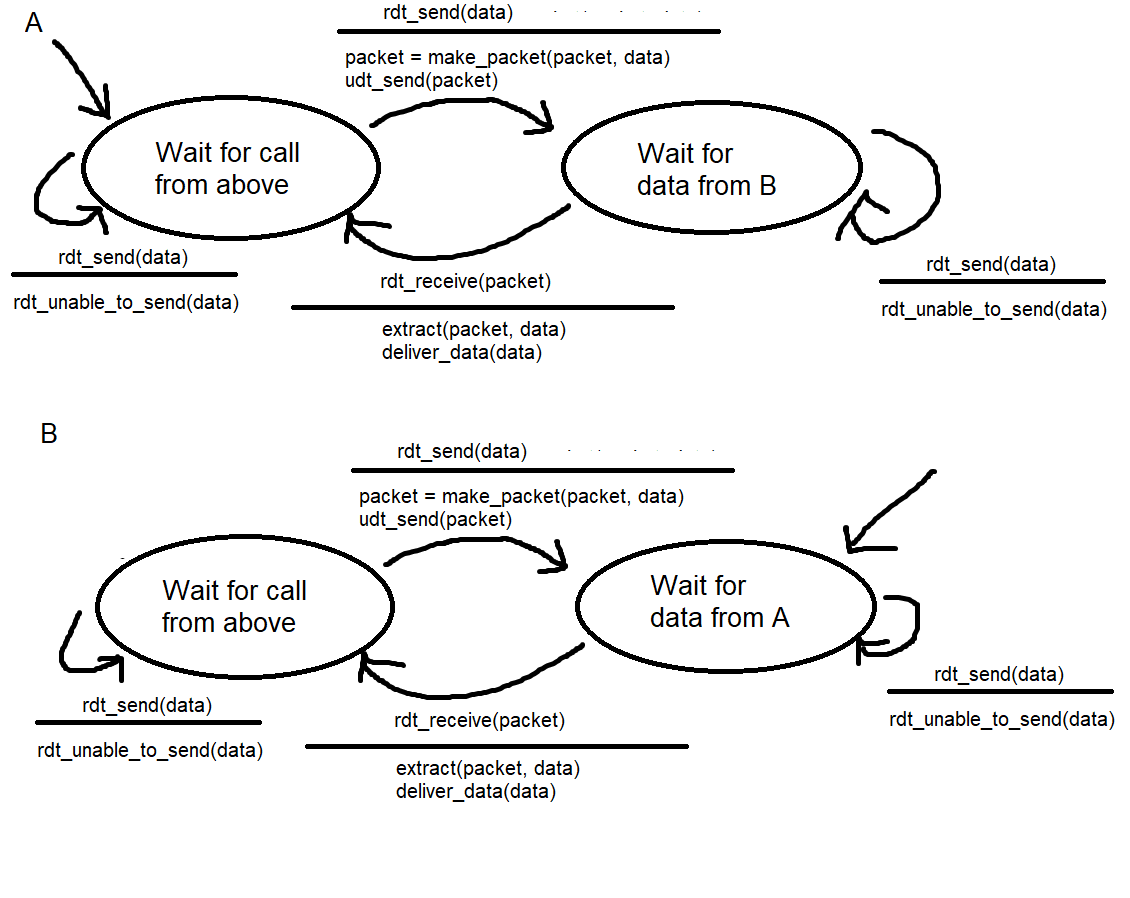 A
rdt_send(data)
packet = make_packet(packet, data)
udt_send(packet)
Wait for call
from above
Wait for
data from B
rdt_send(data)
rdt_unable_to_send(data)
rdt_receive(packet)
extract(packet, data)
deliver_data(data)
rdt_send(data)
rdt_unable_to_send(data)
B
rdt_send(data)
packet = make_packet(packet, data)
udt_send(packet)
Wait for call
from above
Wait for
data from A
rdt_send(data)
rdt_unable_to_send(data)
rdt_receive(packet)
extract(packet, data)
deliver_data(data)
rdt_send(data)
rdt_unable_to_send(data)